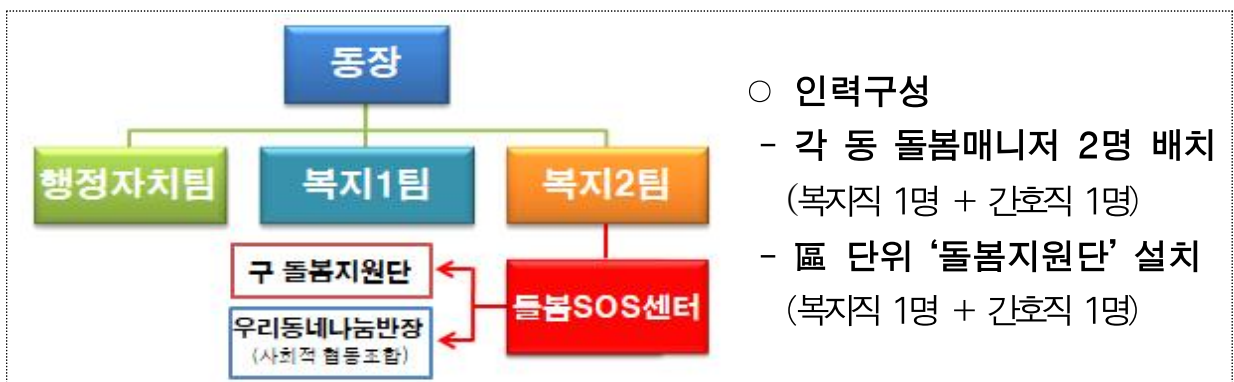 동장
행정자치팀
복지1팀
복지2팀
구 돌봄지원단
돌봄SOS센터
우리동네나눔반장
(사회적 협동조합)
○ 인력구성
- 각 동 돌봄매니저 2명 배치
(복지직 1명 + 간호직 1명)
- 區 단위 ‘돌봄지원단’ 설치
(복지직 1명 + 간호직 1명)